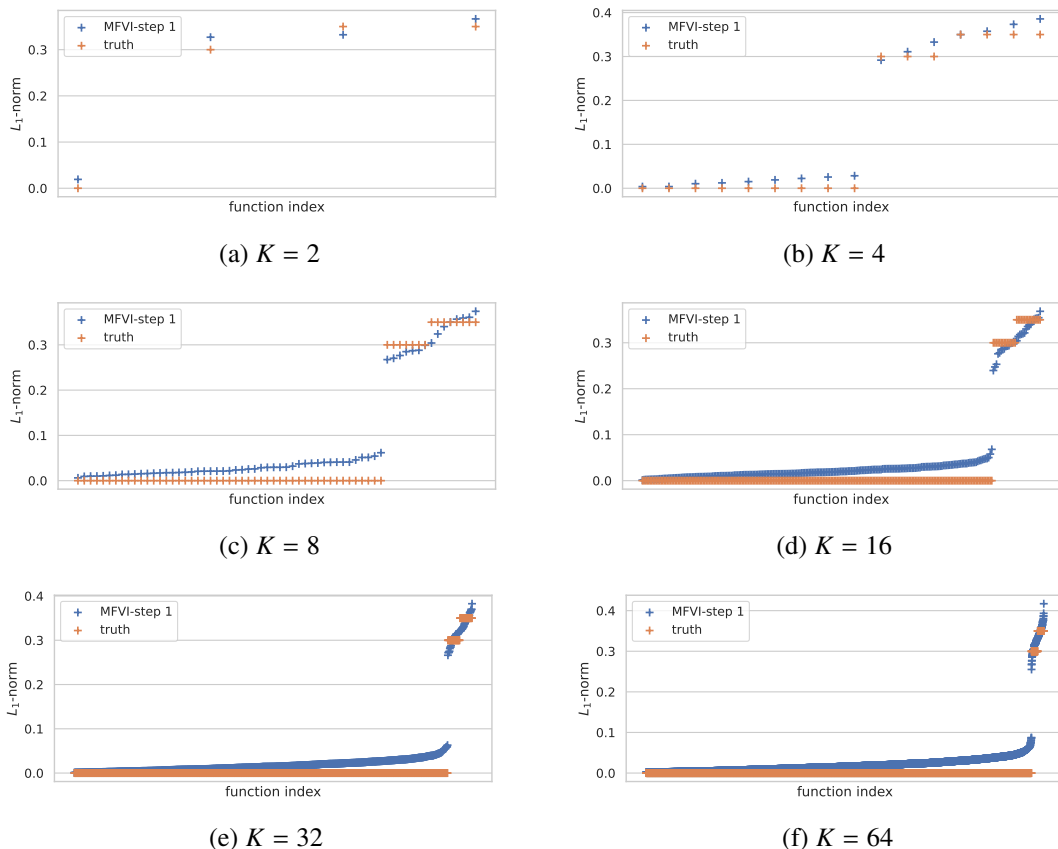 MFVI-step 1
truth
0.3
0.2
0.1
0.0
L1-norm
function index
(a) K = 2
MFVI-step 1
truth
0.4
0.3
0.2
0.1
0.0
L1-norm
function index
(b) K = 4
MFVI-step 1
truth
0.3
0.2
0.1
0.0
L1-norm
function index
(c) K = 8
MFVI-step 1
truth
0.3
0.2
0.1
0.0
L1-norm
function index
(d) K = 16
MFVI-step 1
truth
0.4
0.3
0.2
0.1
0.0
L1-norm
function index
(e) K = 32
MFVI-step 1
truth
0.4
0.3
0.2
0.1
0.0
L1-norm
function index
(f) K = 64